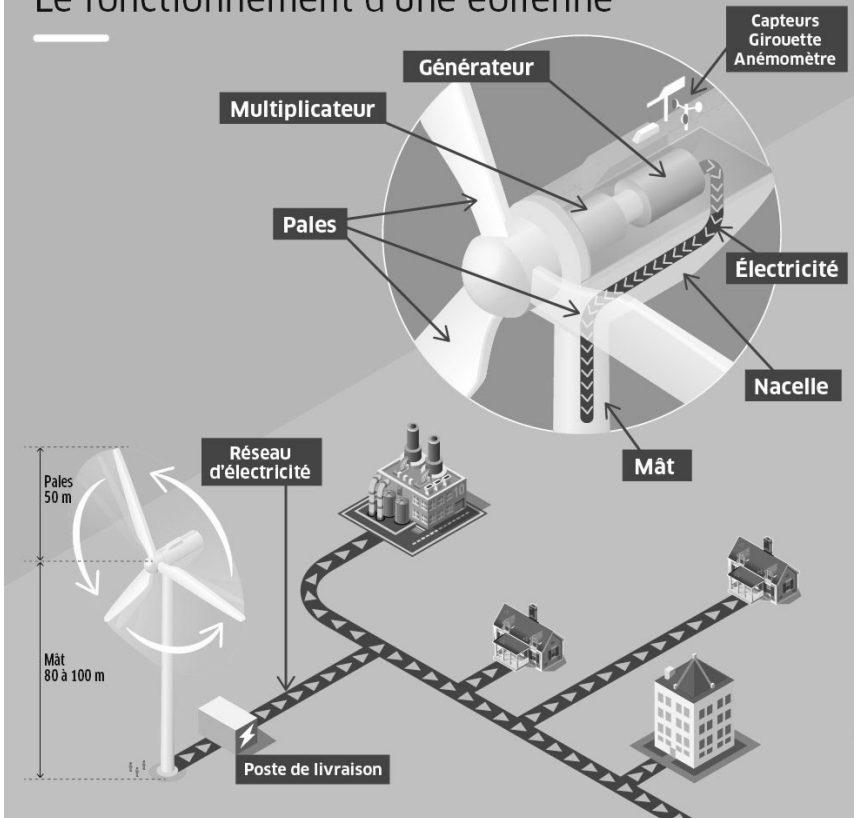 Le fonctionnement d'une éolienne
Capteurs
Girouette
Anémomètre
Générateur
Multiplicateur
Pales
Électricité
Nacelle
Mât
Réseau
d'électricité
Pales
50 m
Mât
80 à 100 m
Poste de livraison